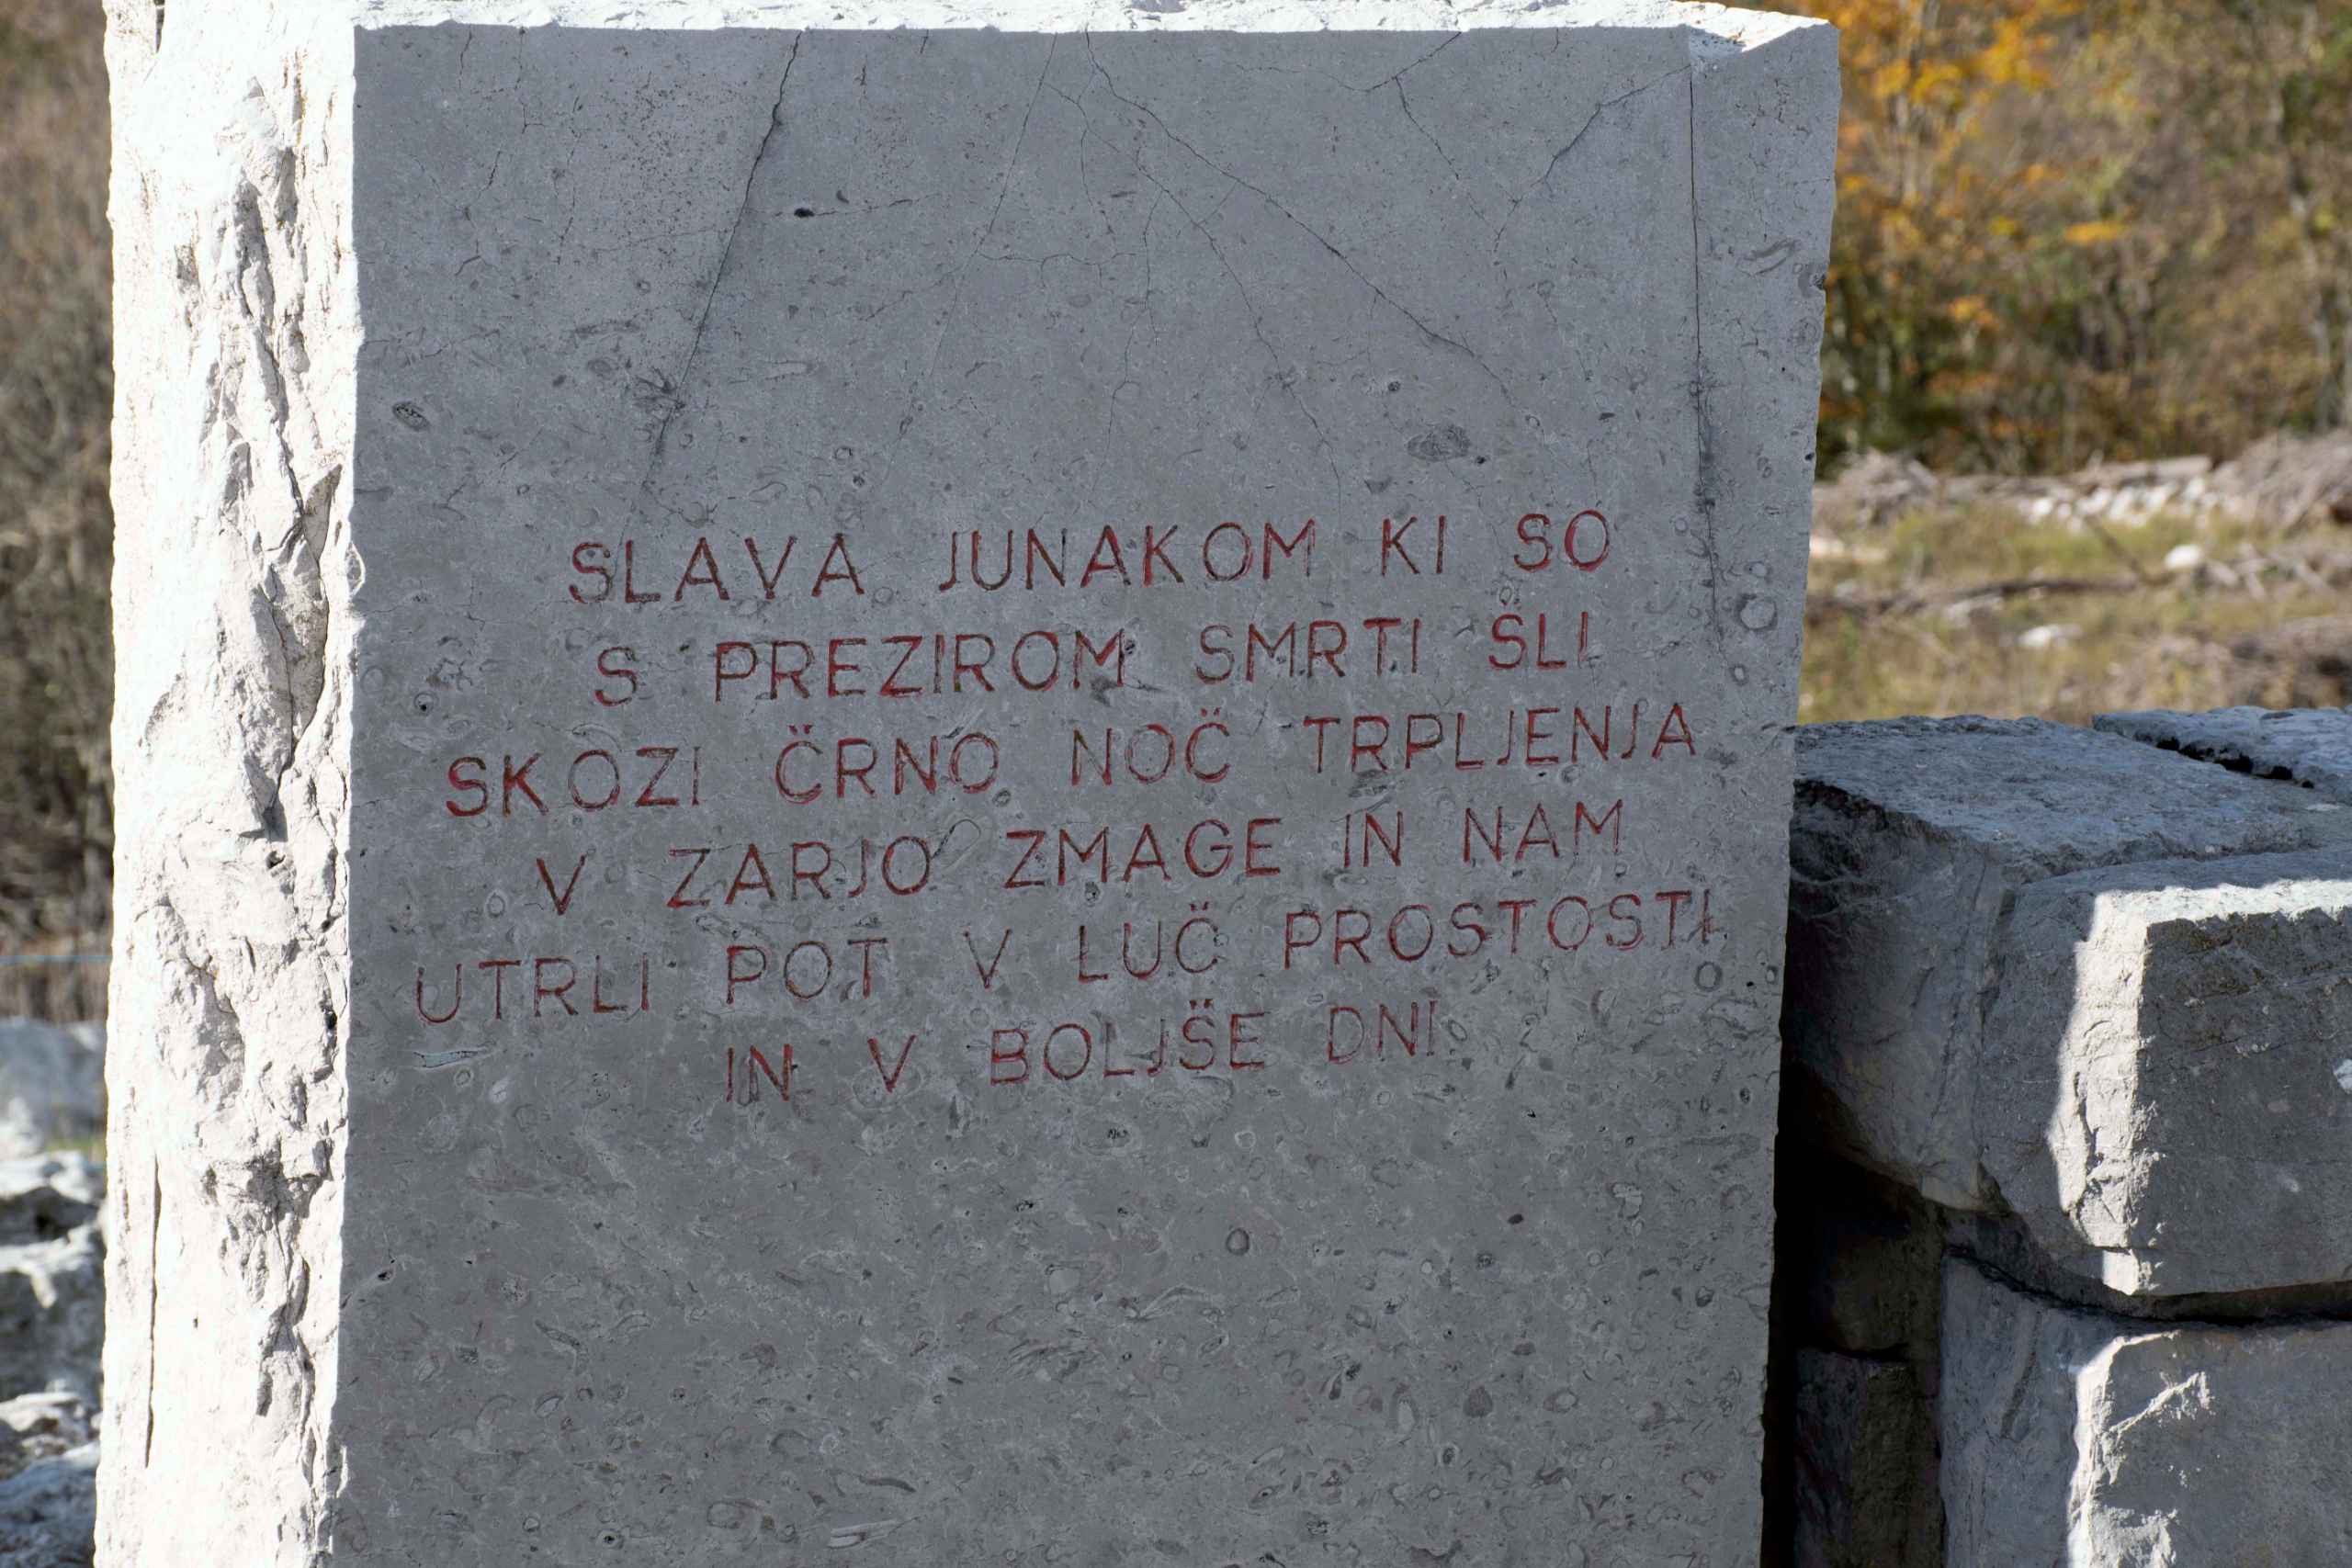 SLAVA JUNAKOM KI SO
S PREZIROM SMRTI ŠLI
SKOZI ČRNO NOČ TRPLJENJA
V ZARJO ZMAGE IN NAM
UTRLI POT V LUČ PROSTOSTI
IN V BOLJŠE DNI